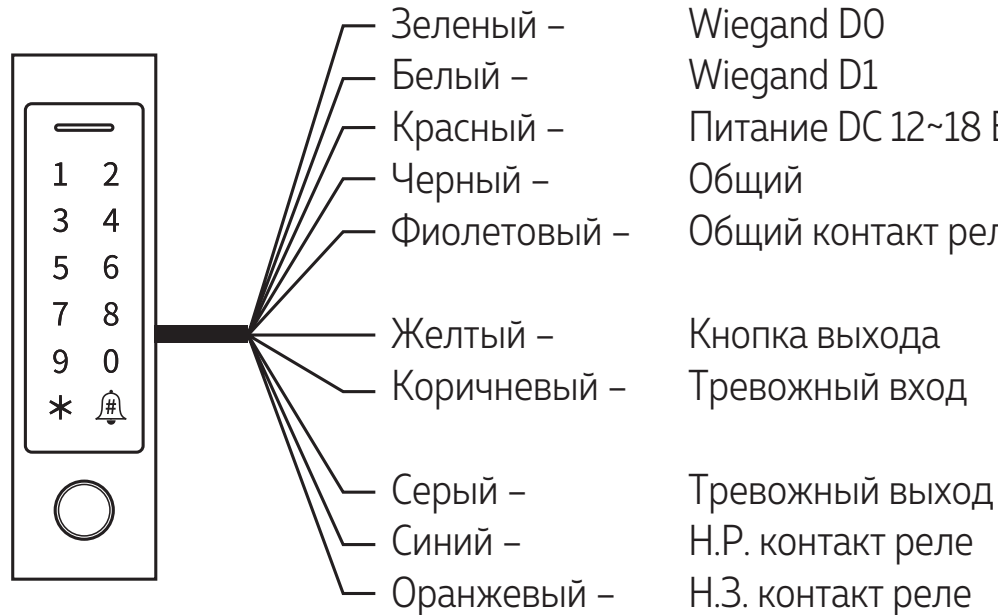 Зеленый – Wiegand D0
Белый – Wiegand D1
Красный – Питание DC 12~18
Черный – Общий
Фиолетовый – Общий контакт
Желтый – Кнопка выхода
Коричневый – Тревожный вход
Серый – Тревожный выход
Синий – Н.Р. контакт реле
Оранжевый – Н.З. контакт реле
1 2
3 4
5 6
7 8
9 0
* #